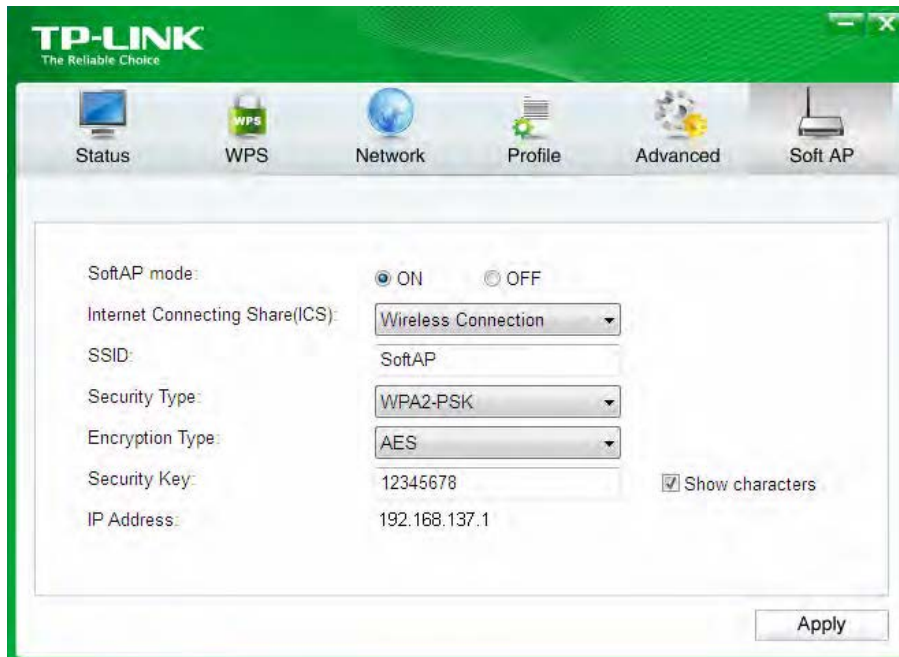 TP-LINK
The Reliable Choice
WPS
Status WPS Network Profile Advanced Soft AP
SoftAP mode: ON OFF
Internet Connecting Share(ICS): Wireless Connection
SSID: SoftAP
Security Type: WPA2-PSK
Encryption Type: AES
Security Key: 12345678 Show characters
IP Address: 192.168.137.1
Apply